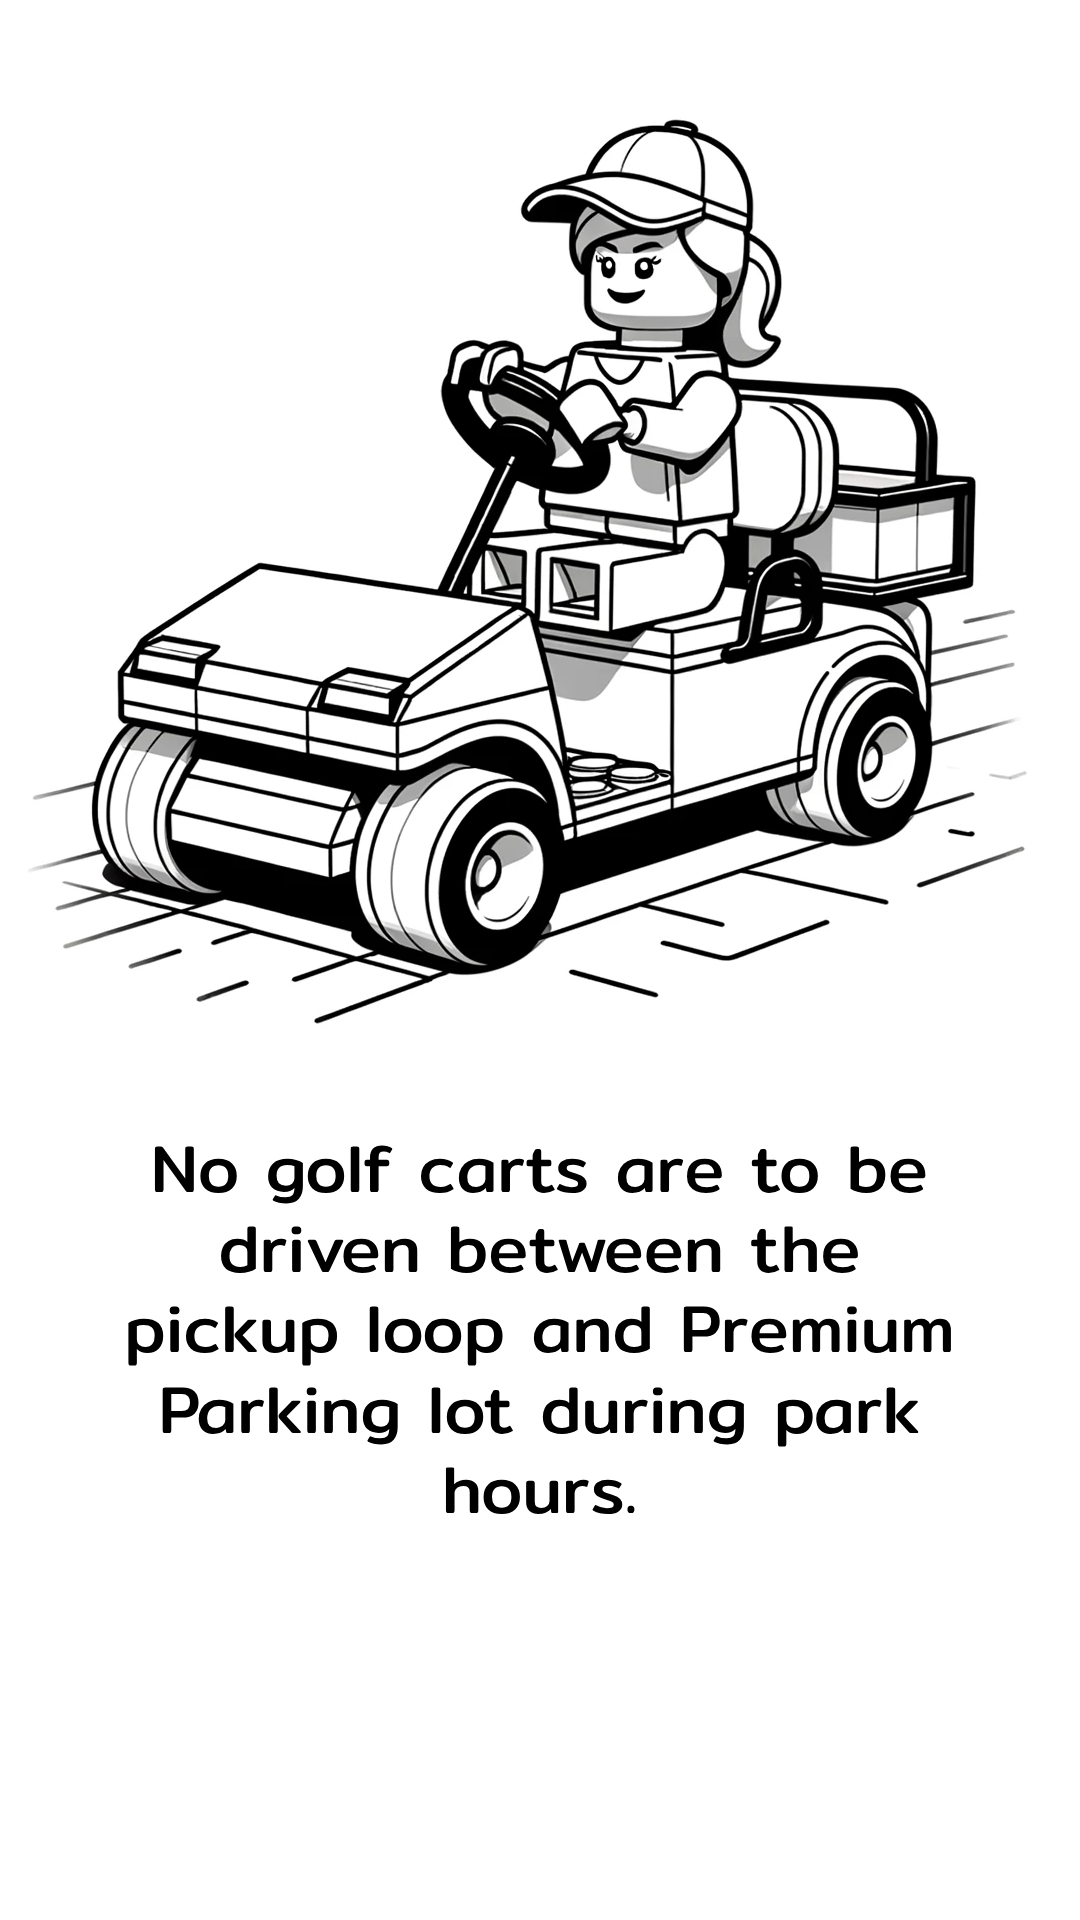 No golf carts are to be
driven between the
pickup loop and Premium
Parking lot during park
hours.